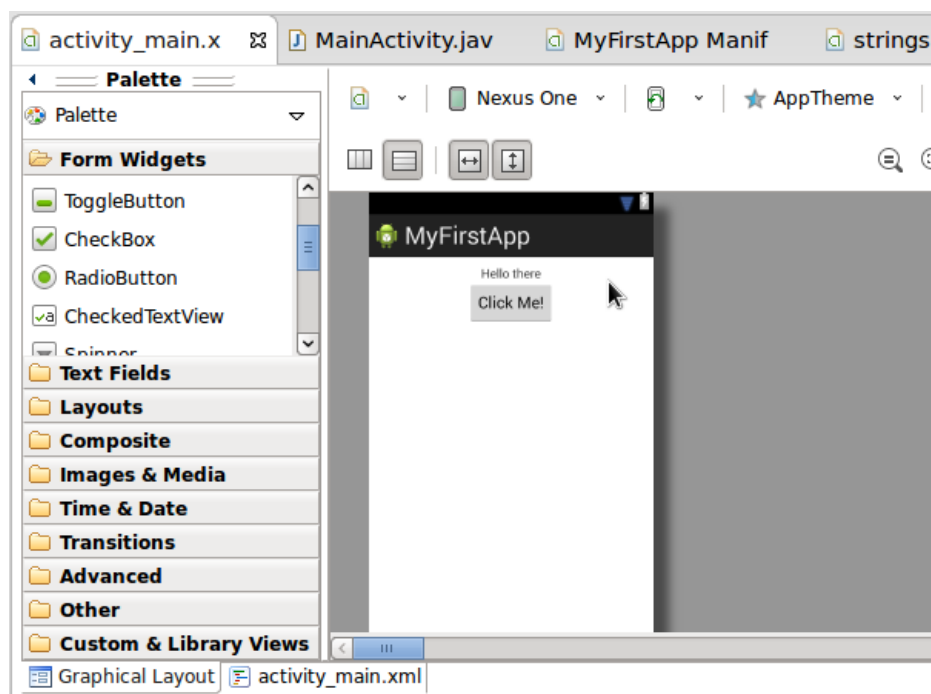 activity_main.x MainActivity.jav MyFirstApp Manif strings
Palette
Palette
Nexus One AppTheme
Form Widgets
ToggleButton
CheckBox
RadioButton
CheckedTextView
Spinner
Text Fields
Layouts
Composite
Images & Media
Time & Date
Transitions
Advanced
Other
Custom & Library Views
MyFirstApp
Hello there
Click Me!
Graphical Layout activity_main.xml